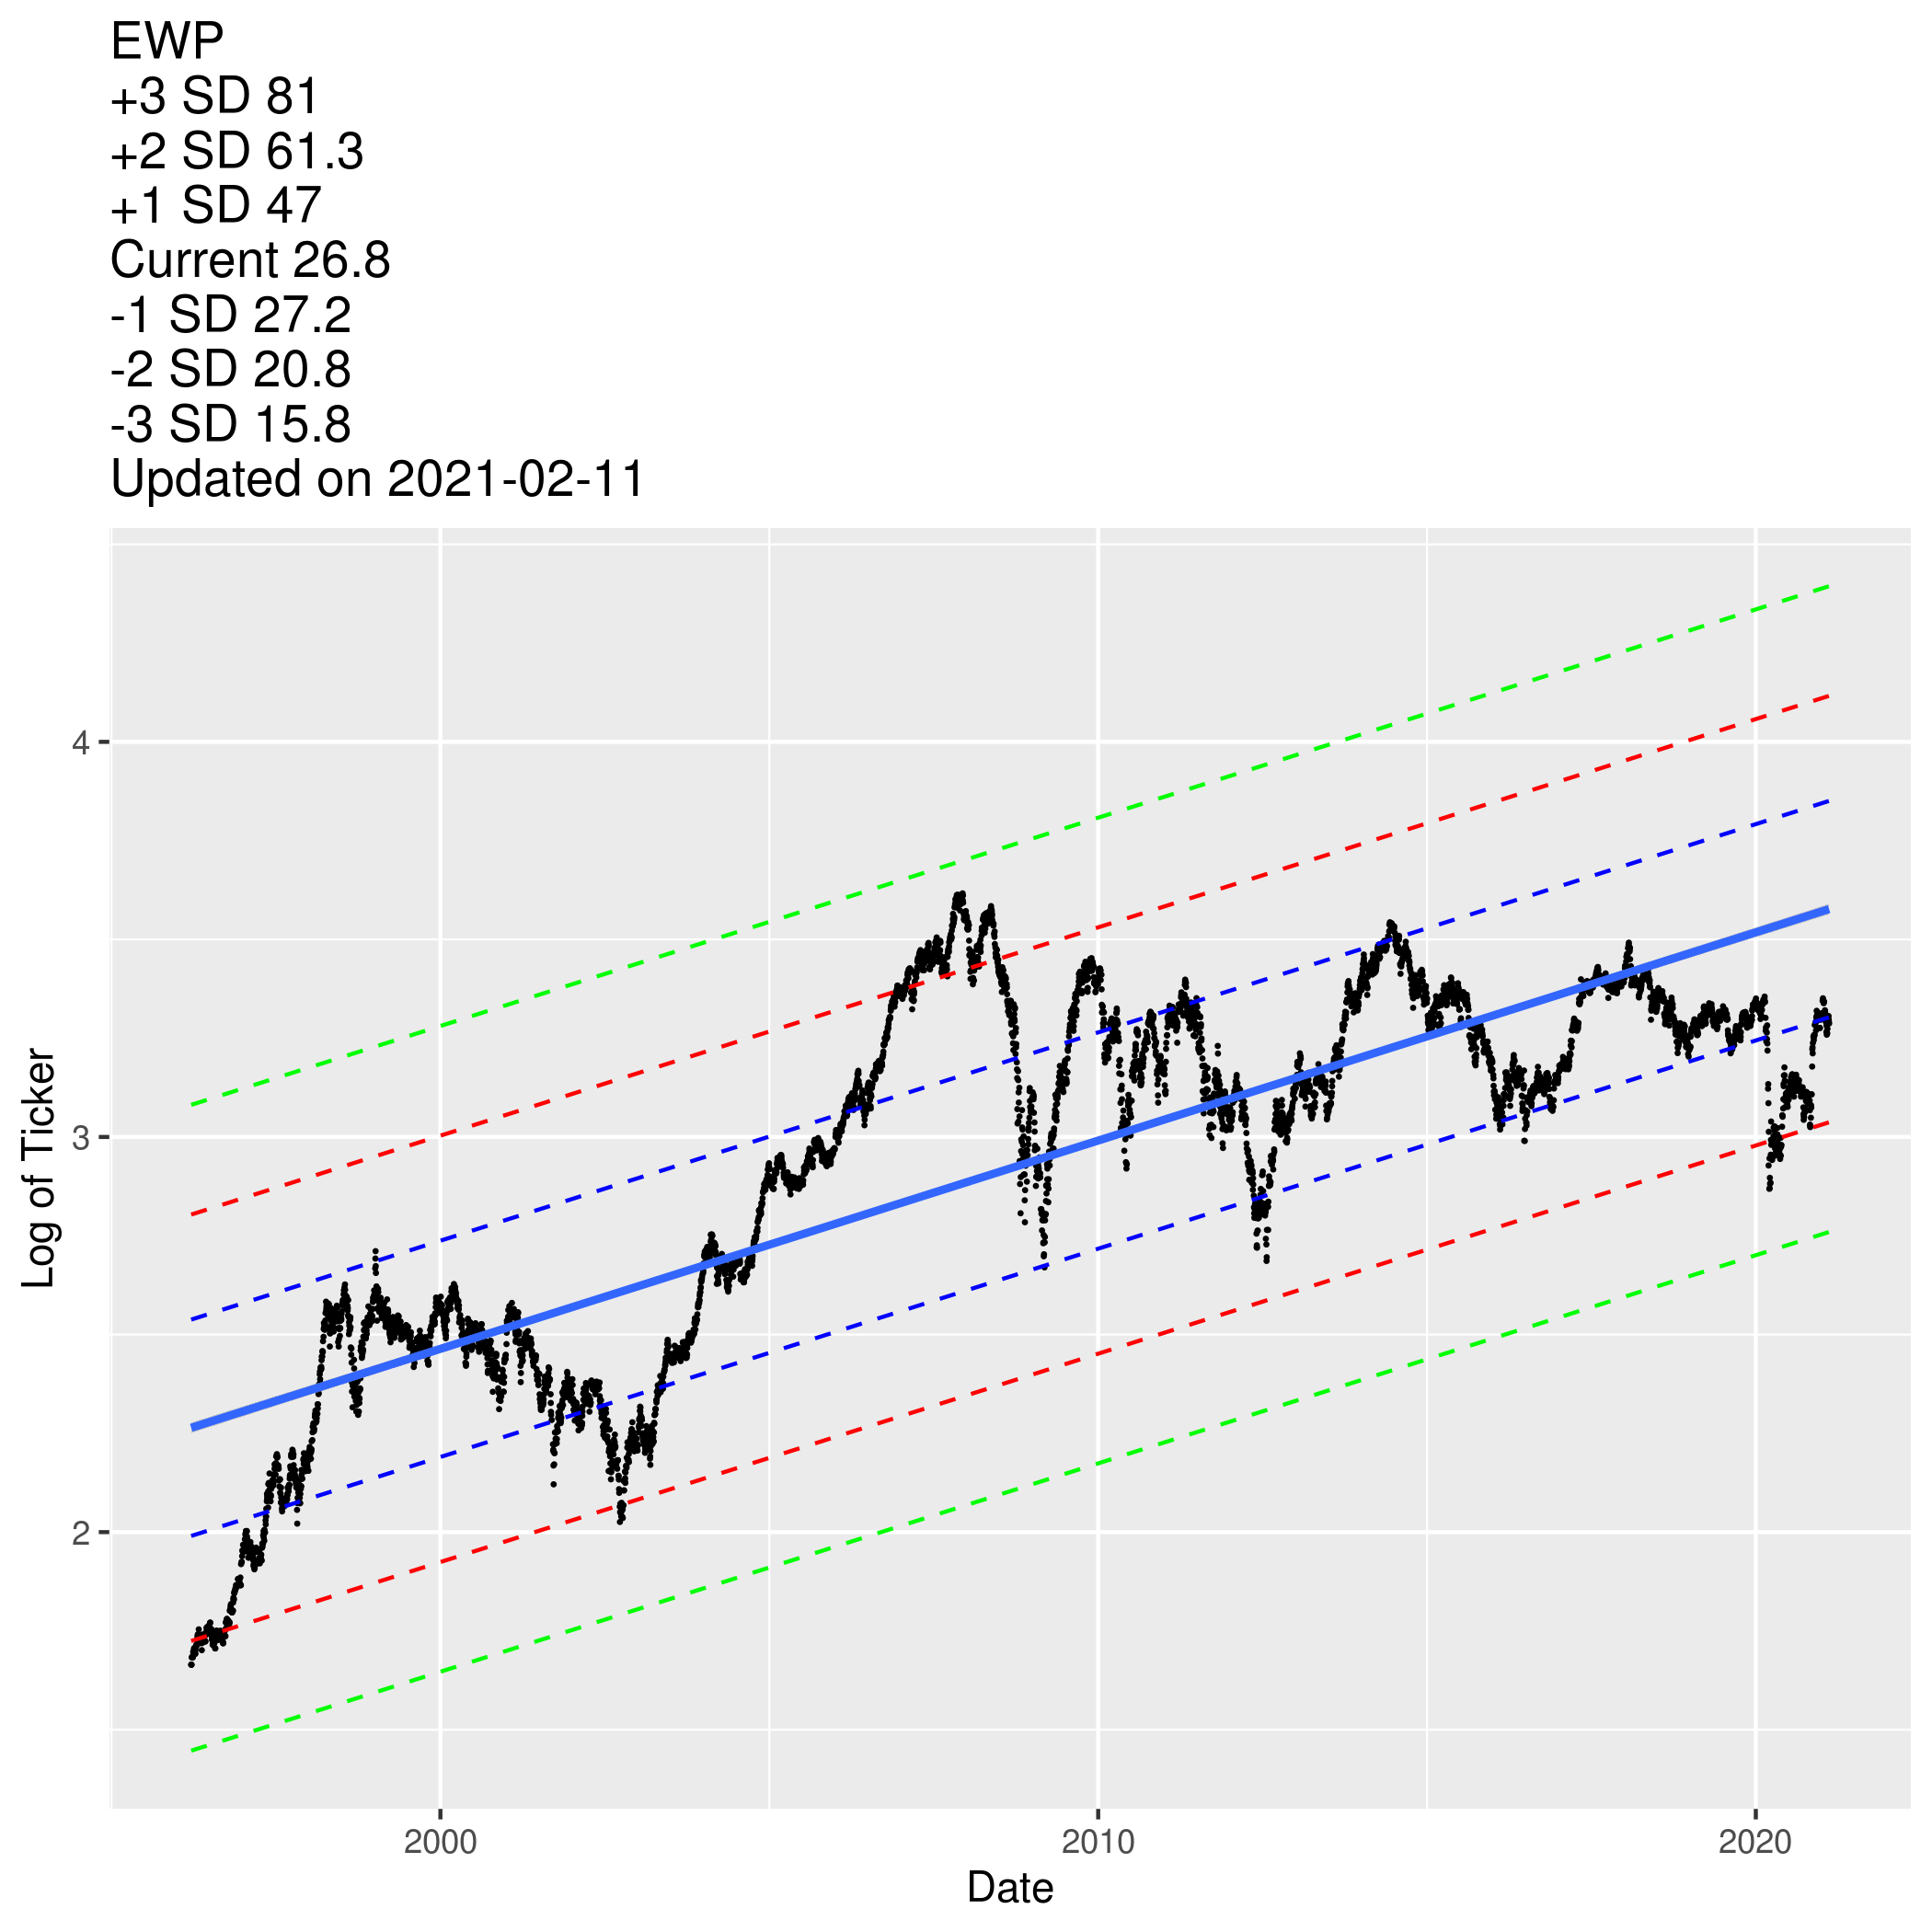 EWP
+3 SD 81
+2 SD 61.3
+1 SD 47
Current 26.8
-1 SD 27.2
-2 SD 20.8
-3 SD 15.8
Updated on 2021-02-11
4
3
2
Log of Ticker
2000 2010 2020
Date